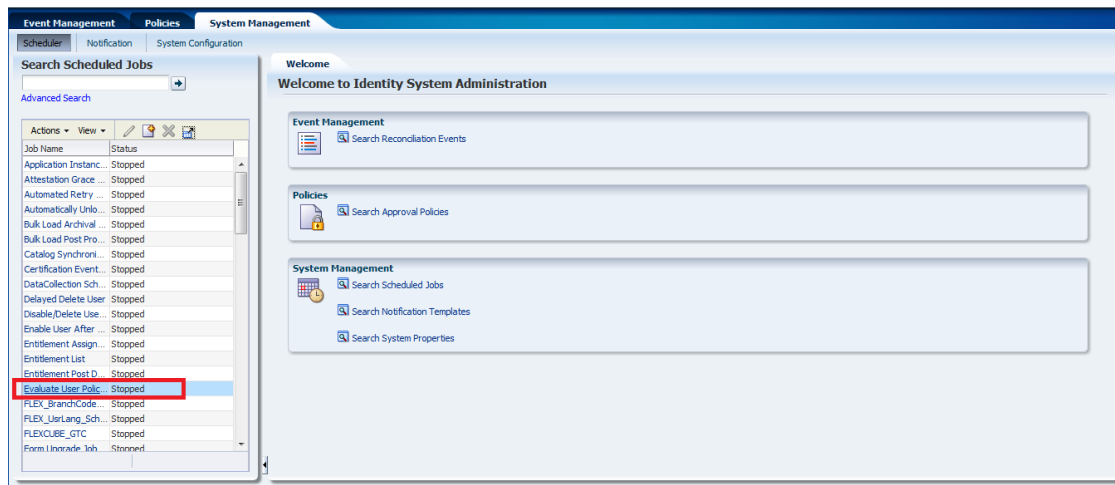 Event Management Policies System Management
Scheduler Notification System Configuration
Search Scheduled Jobs
Advanced Search
Actions View
Job Name Status
Application Instanc... Stopped
Attestation Grace ... Stopped
Automated Retry ... Stopped
Automatically Unlo... Stopped
Bulk Load Archival ... Stopped
Bulk Load Post Pro... Stopped
Catalog Synchroni... Stopped
Certification Event... Stopped
DataCollection Sch... Stopped
Delayed Delete User Stopped
Disable/Delete Use... Stopped
Enable User After ... Stopped
Entitlement Assign... Stopped
Entitlement List Stopped
Entitlement Post D... Stopped
Evaluate User Polic... Stopped
FLEX_BranchCode... Stopped
FLEX_UsrLang_Sch... Stopped
FLEXCUBE_GTC Stopped
Form Upgrade Job Stopped
Welcome
Welcome to Identity System Administration
Event Management
Search Reconciliation Events
Policies
Search Approval Policies
System Management
Search Scheduled Jobs
Search Notification Templates
Search System Properties